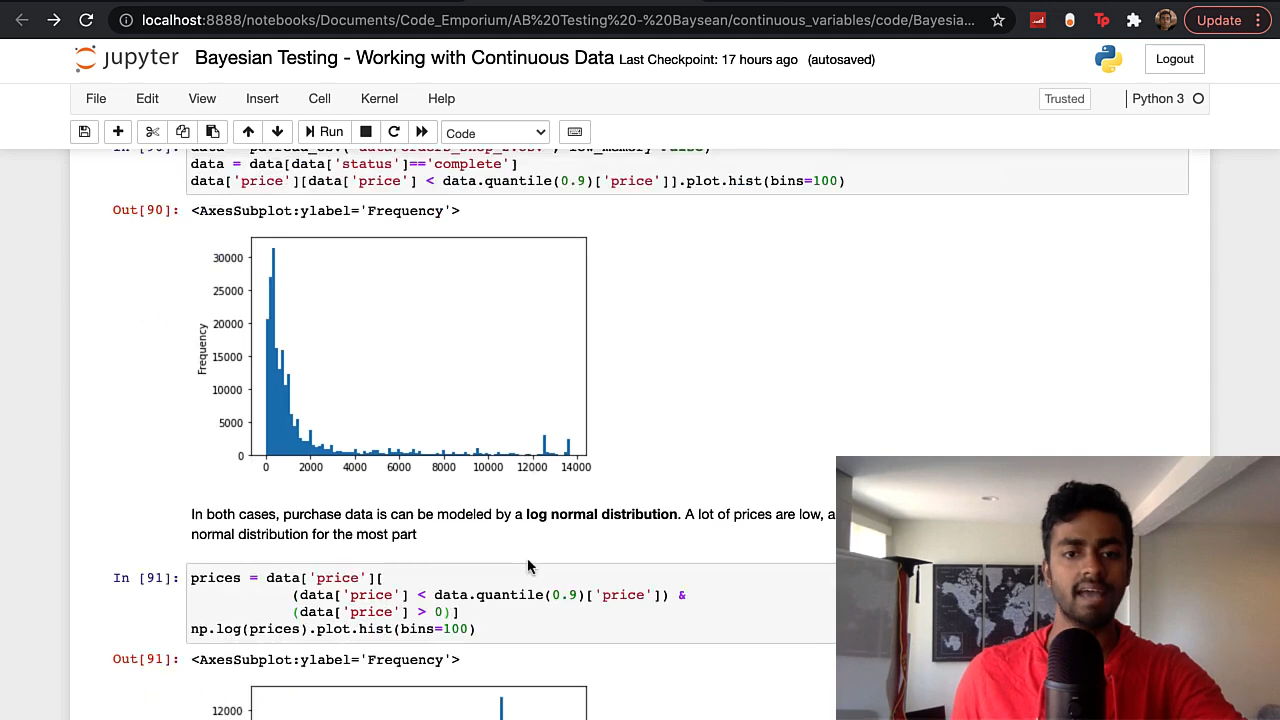 localhost:8888/notebooks/Documents/Code_Emporium/AB%20Testing%20-%20Baysean/continuous_variables/code/Bayesia...
Tp
Update
jupyter
Bayesian Testing - Working with Continuous Data Last Checkpoint: 17 hours ago (autosaved)
Logout
File Edit View Insert Cell Kernel Help
Trusted
Python 3
Run
Code
data = data[data['status']=='complete']
data['price'][data['price'] < data.quantile(0.9)['price']].plot.hist(bins=100)
Out[90]: <AxesSubplot:ylabel='Frequency'>
30000
25000
20000
15000
10000
5000
0
Frequency
0 2000 4000 6000 8000 10000 12000 14000
In both cases, purchase data is can be modeled by a log normal distribution. A lot of prices are low, a
normal distribution for the most part
In [91]: prices = data['price'][
(data['price'] < data.quantile(0.9)['price']) &
(data['price'] > 0)]
np.log(prices).plot.hist(bins=100)
Out[91]: <AxesSubplot:ylabel='Frequency'>
12000